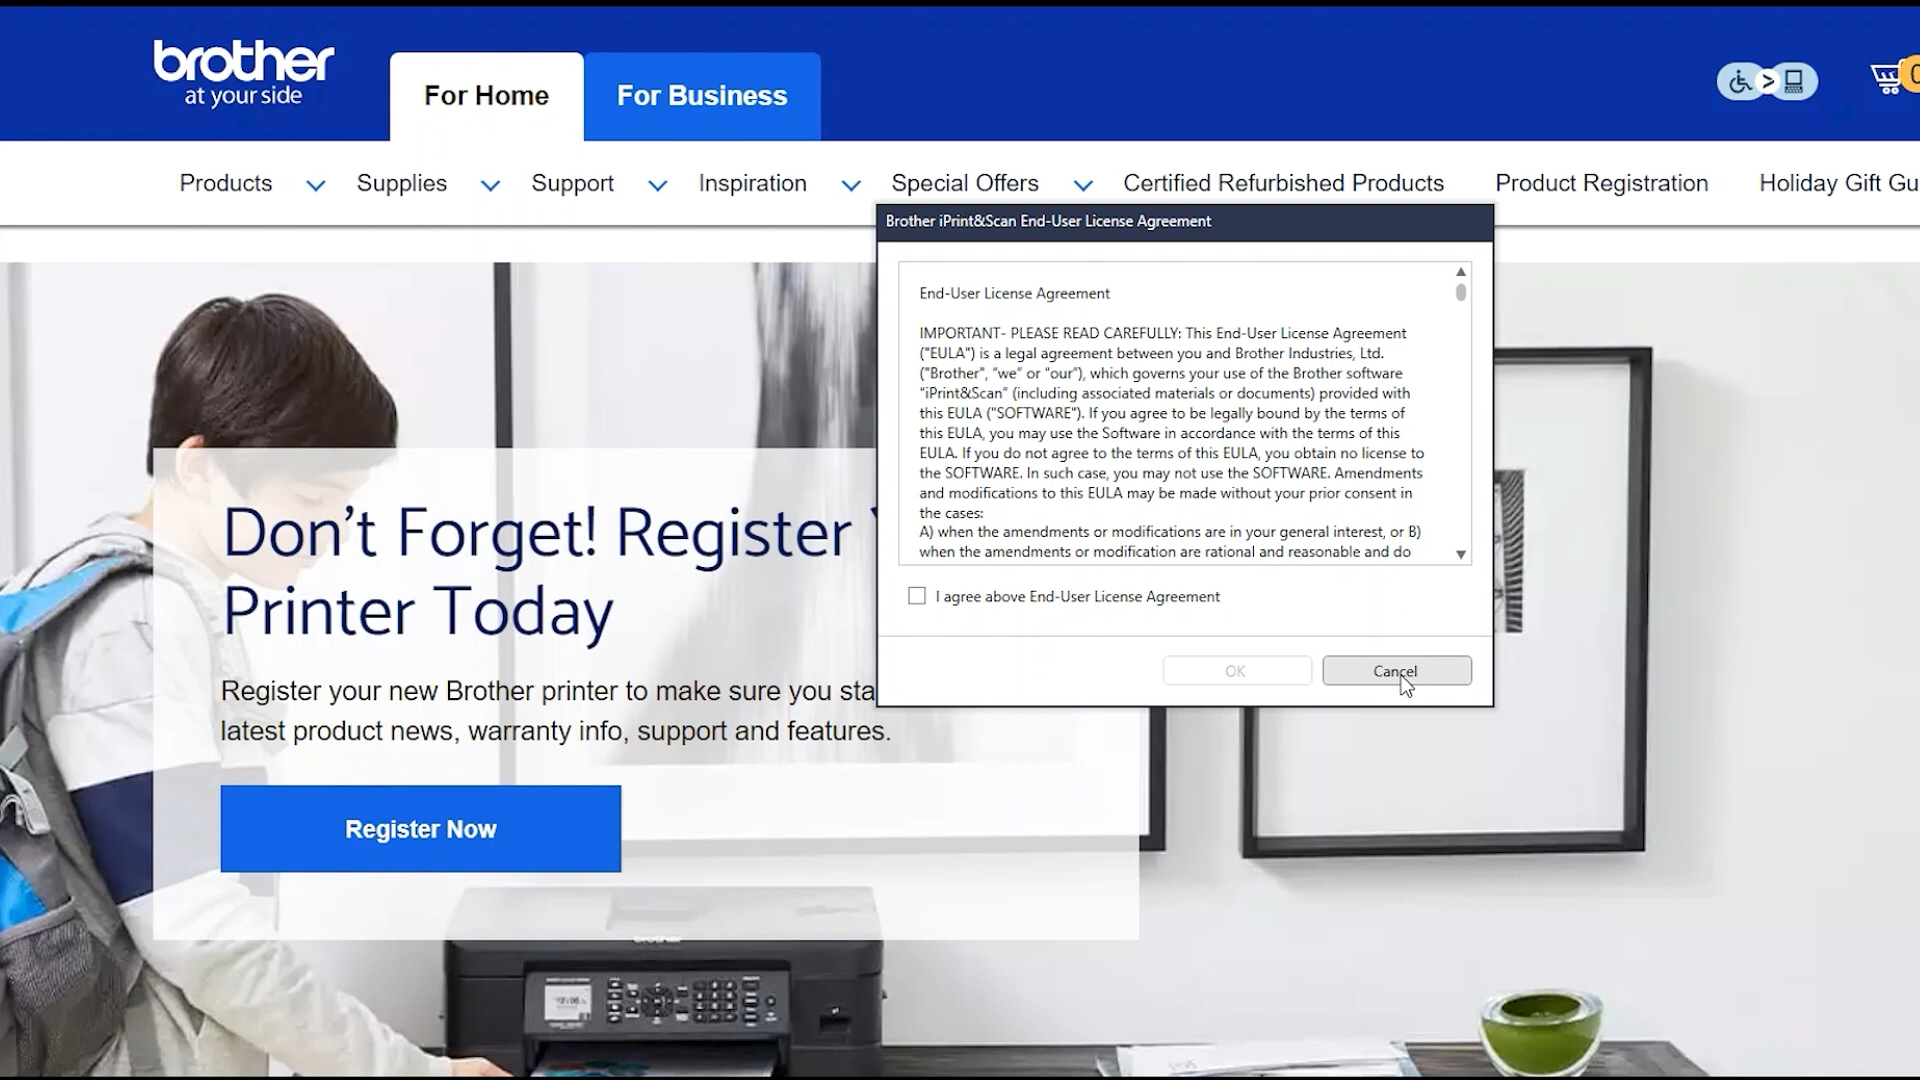 brother
at your side
For Home
For Business
Products
Supplies
Support
Inspiration
Special Offers
Certified Refurbished Products
Product Registration
Holiday Gift Gu
Brother iPrint&Scan End-User License Agreement
End-User License Agreement
IMPORTANT- PLEASE READ CAREFULLY: This End-User License Agreement
("EULA") is a legal agreement between you and Brother Industries, Ltd.
("Brother", “we” or “our”), which governs your use of the Brother software
“iPrint&Scan” (including associated materials or documents) provided with
this EULA ("SOFTWARE"). If you agree to be legally bound by the terms of
this EULA, you may use the Software in accordance with the terms of this
EULA. If you do not agree to the terms of this EULA, you obtain no license to
the SOFTWARE. In such case, you may not use the SOFTWARE. Amendments
and modifications to this EULA may be made without your prior consent in
the cases:
A) when the amendments or modifications are in your general interest, or B)
when the amendments or modification are rational and reasonable and do
I agree above End-User License Agreement
OK
Cancel
Don’t Forget! Register
Printer Today
Register your new Brother printer to make sure you sta
latest product news, warranty info, support and features.
Register Now
brother